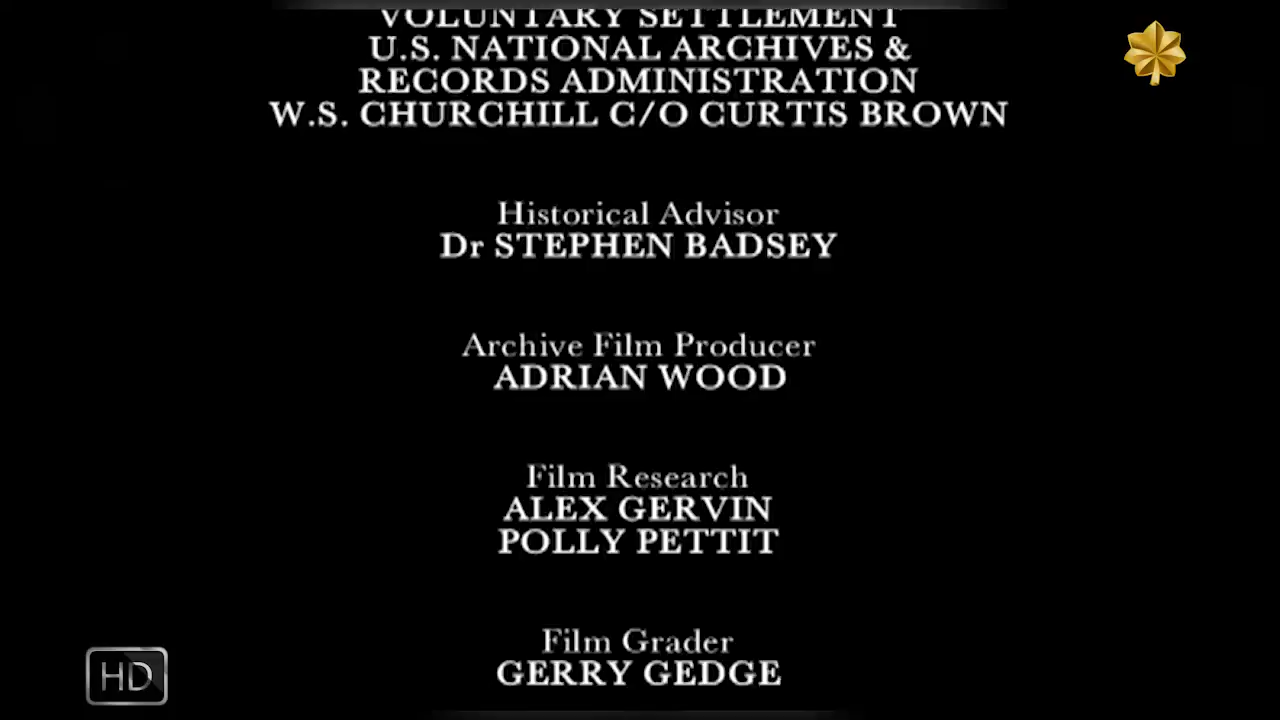 VOLUNTARY SETTLEMENT
U.S. NATIONAL ARCHIVES &
RECORDS ADMINISTRATION
W.S. CHURCHILL C/O CURTIS BROWN
Historical Advisor
Dr STEPHEN BADSEY
Archive Film Producer
ADRIAN WOOD
Film Research
ALEX GERVIN
POLLY PETTIT
Film Grader
GERRY GEDGE
HD